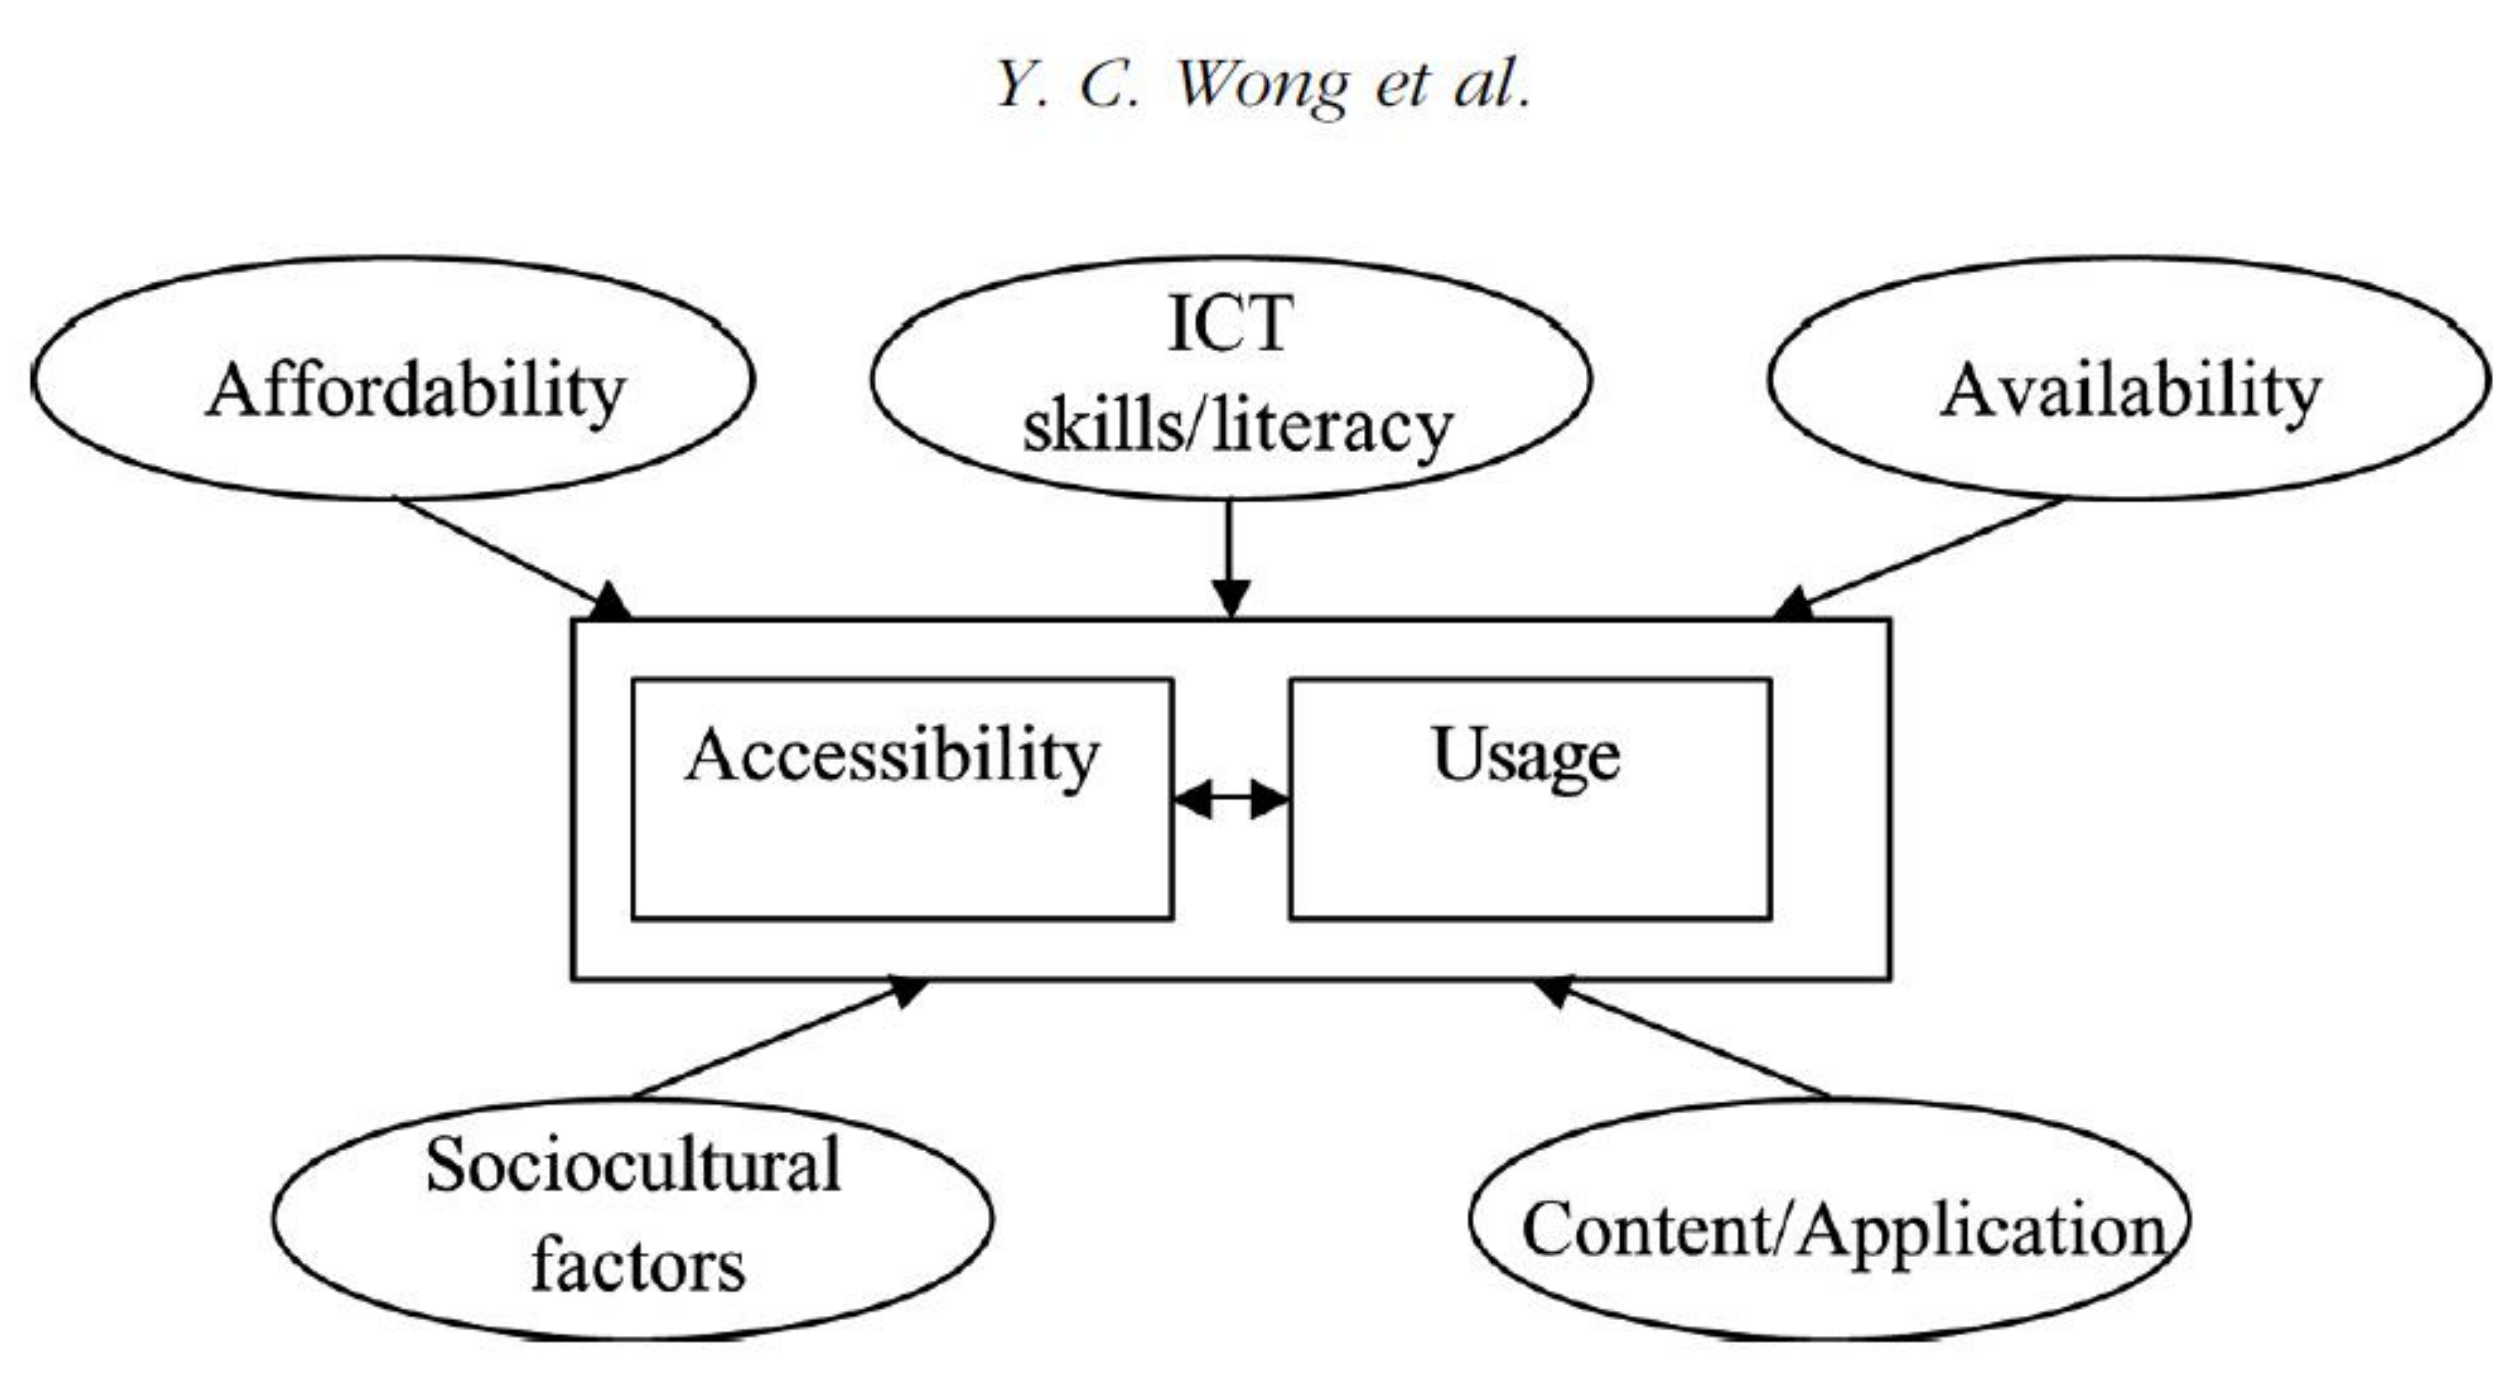 Y. C. Wong et al.
Affordability
ICT
skills/literacy
Availability
Accessibility
Usage
Sociocultural
factors
Content/Application